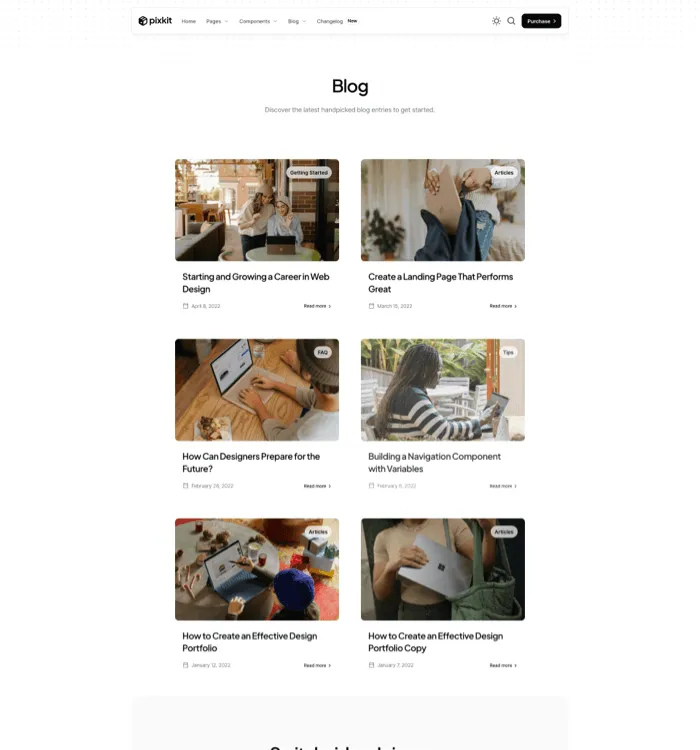 pixkit Home Pages Components Blog Changelog New Purchase
Blog
Discover the latest handpicked blog entries to get started.
Getting Started
Starting and Growing a Career in Web
Design
April 8, 2022 Read more
Articles
Create a Landing Page That Performs
Great
March 15, 2022 Read more
FAQ
How Can Designers Prepare for the
Future?
February 28, 2022 Read more
Tips
Building a Navigation Component
with Variables
February 6, 2022 Read more
Articles
How to Create an Effective Design
Portfolio
January 12, 2022 Read more
Articles
How to Create an Effective Design
Portfolio Copy
January 7, 2022 Read more